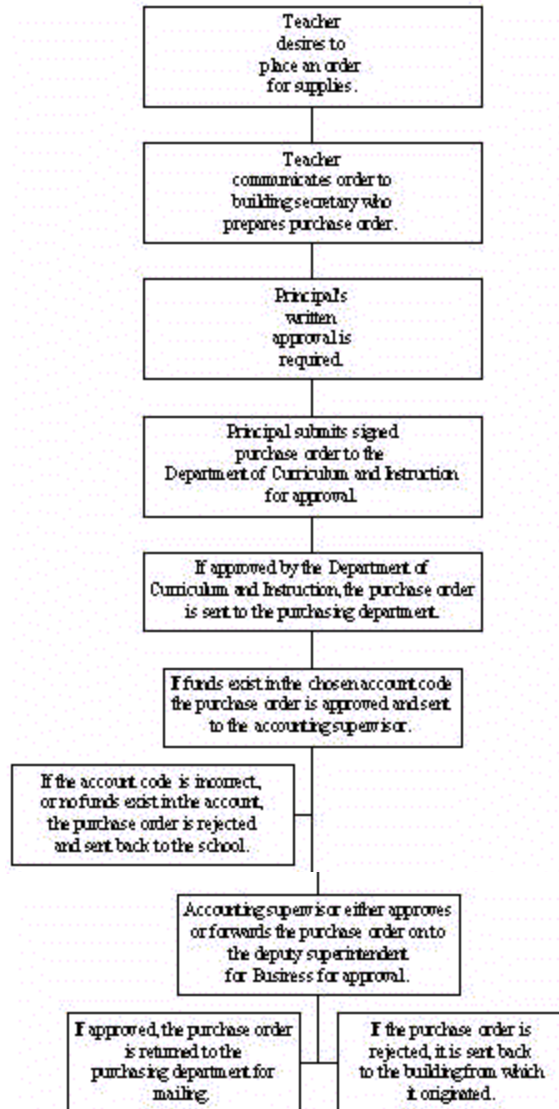 Teacher
desires to
place an order
for supplies.
Teacher
communicates order to
building secretary who
prepares purchase order.
Principal's
written
approval is
required.
Principal submits signed
purchase order to the
Department of Curriculum and Instruction
for approval.
If approved by the Department of
Curriculum and Instruction, the purchase order
is sent to the purchasing department.
If funds exist in the chosen account code
the purchase order is approved and sent
to the accounting supervisor.
If the account code is incorrect,
or no funds exist in the account,
the purchase order is rejected
and sent back to the school.
Accounting supervisor either approves
or forwards the purchase order on to
the deputy superintendent
for Business for approval.
If approved, the purchase order
is returned to the
purchasing department for
mailing.
If the purchase order is
rejected, it is sent back
to the building from which
it originated.